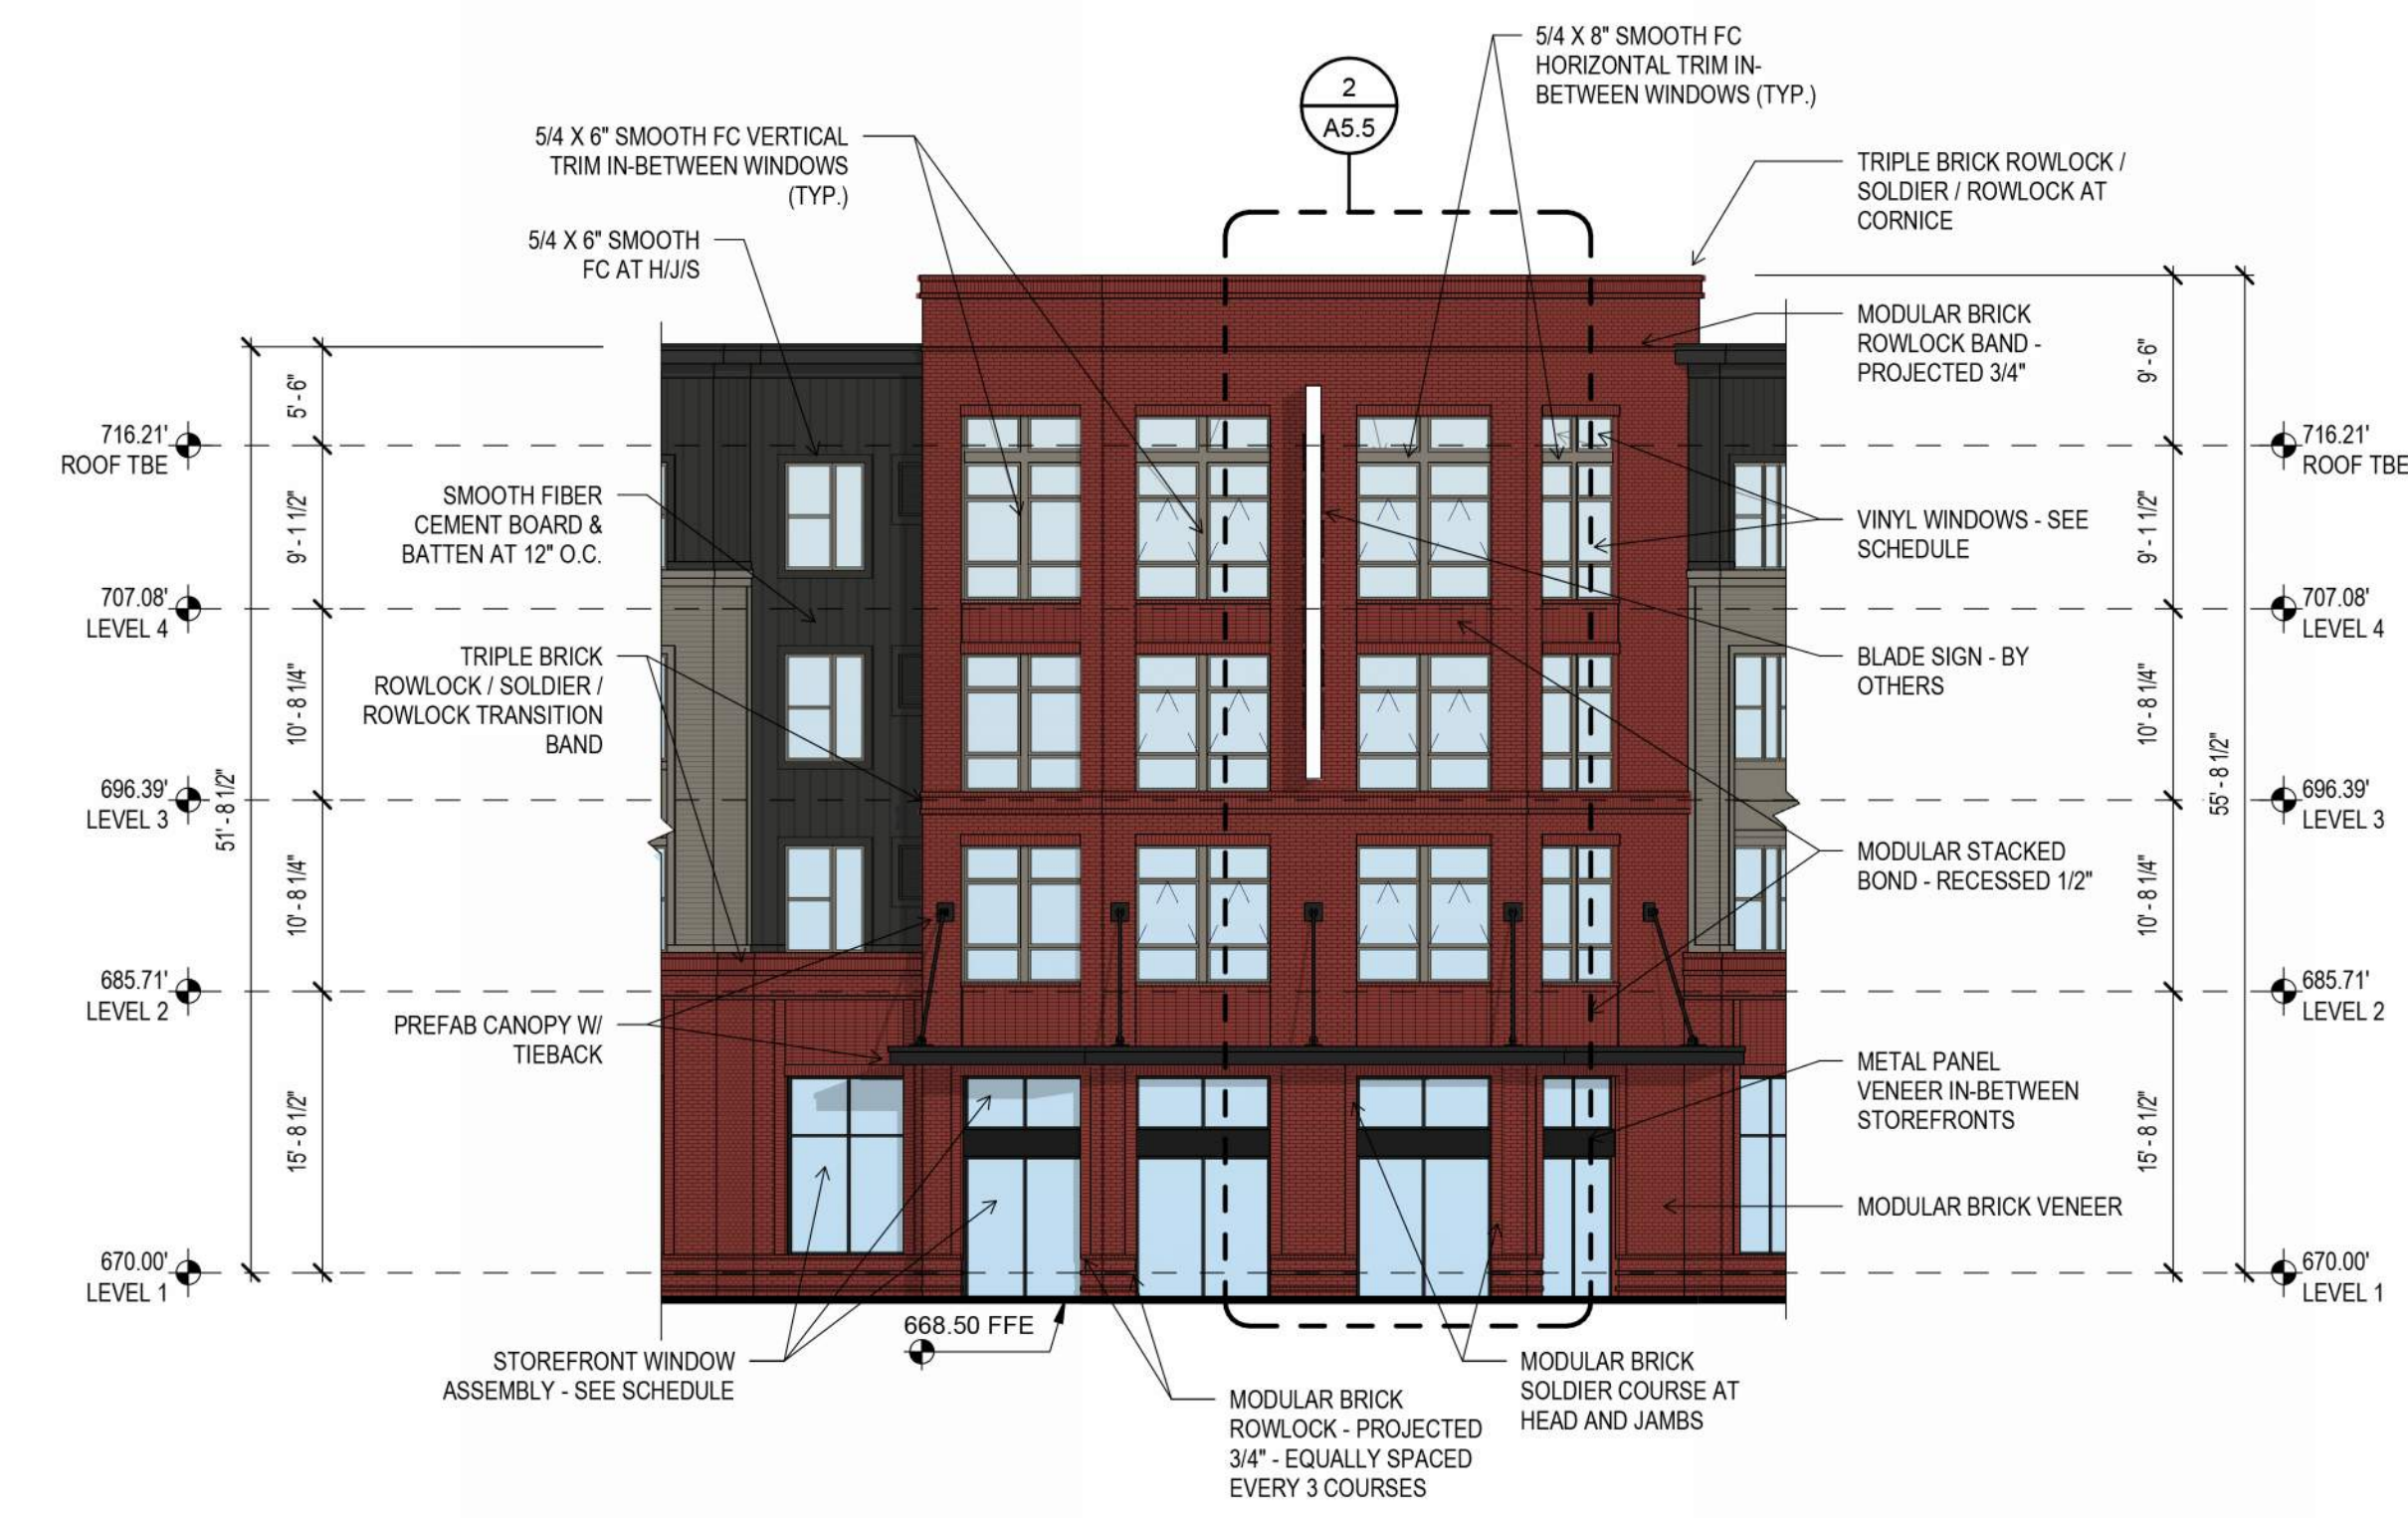 5/4 X 8" SMOOTH FC
HORIZONTAL TRIM IN-
BETWEEN WINDOWS (TYP.)
2
A5.5
5/4 X 6" SMOOTH FC VERTICAL
TRIM IN-BETWEEN WINDOWS
(TYP.)
5/4 X 6" SMOOTH
FC AT H/J/S
SMOOTH FIBER
CEMENT BOARD &
BATTEN AT 12" O.C.
TRIPLE BRICK
ROWLOCK / SOLDIER /
ROWLOCK TRANSITION
BAND
PREFAB CANOPY W/
TIEBACK
STOREFRONT WINDOW
ASSEMBLY - SEE SCHEDULE
716.21'
ROOF TBE
707.08'
LEVEL 4
696.39'
LEVEL 3
685.71'
LEVEL 2
670.00'
LEVEL 1
51' - 8 1/2"
5' - 6"
9' - 1 1/2"
10' - 8 1/4"
10' - 8 1/4"
15' - 8 1/2"
668.50 FFE
MODULAR BRICK
ROWLOCK - PROJECTED
3/4" - EQUALLY SPACED
EVERY 3 COURSES
MODULAR BRICK
SOLDIER COURSE AT
HEAD AND JAMBS
TRIPLE BRICK ROWLOCK /
SOLDIER / ROWLOCK AT
CORNICE
MODULAR BRICK
ROWLOCK BAND -
PROJECTED 3/4"
VINYL WINDOWS - SEE
SCHEDULE
BLADE SIGN - BY
OTHERS
MODULAR STACKED
BOND - RECESSED 1/2"
METAL PANEL
VENEER IN-BETWEEN
STOREFRONTS
MODULAR BRICK VENEER
9' - 6"
9' - 1 1/2"
10' - 8 1/4"
10' - 8 1/4"
15' - 8 1/2"
55' - 8 1/2"
716.21'
ROOF TBE
707.08'
LEVEL 4
696.39'
LEVEL 3
685.71'
LEVEL 2
670.00'
LEVEL 1